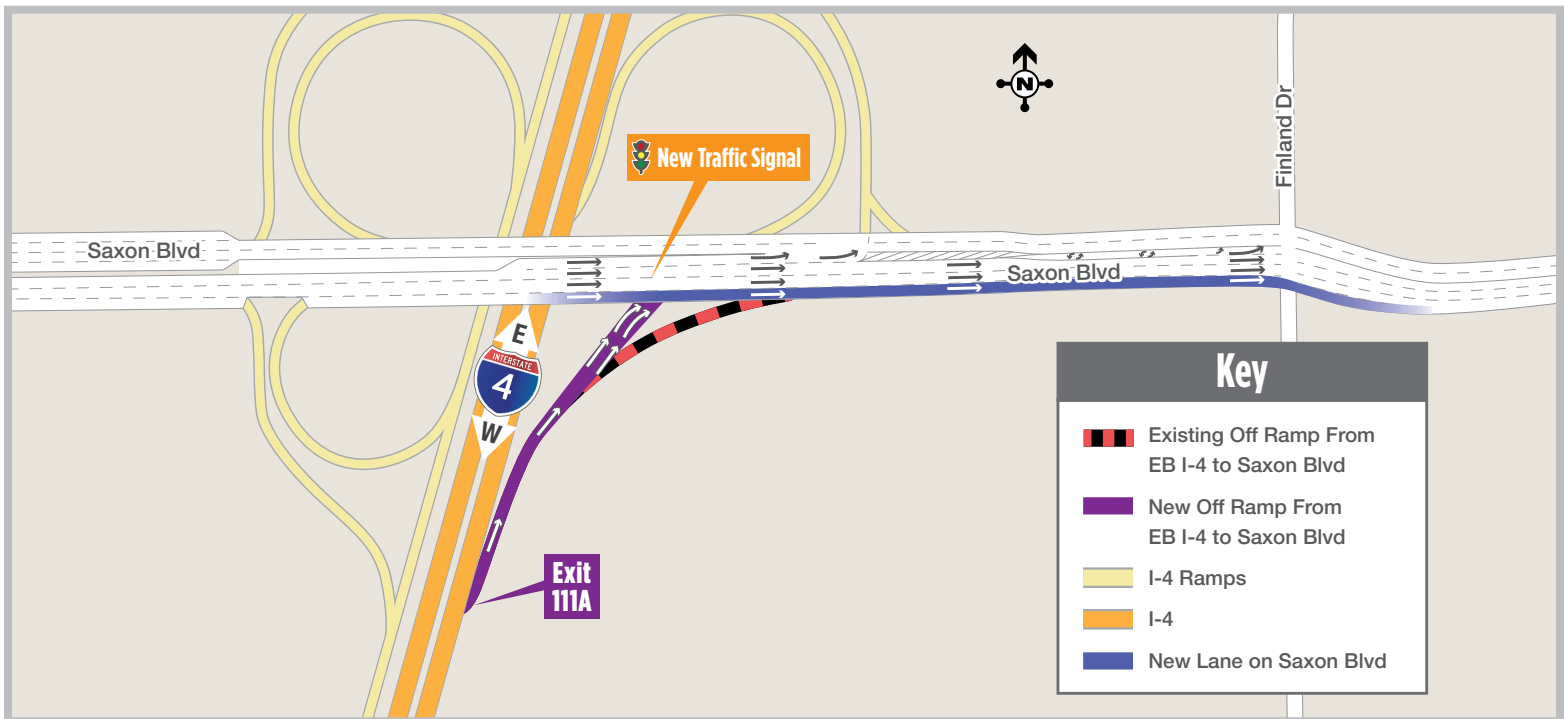 N
Finland Dr
New Traffic Signal
Saxon Blvd
Saxon Blvd
E
INTERSTATE
4
W
Exit
111A
Key
Existing Off Ramp From
EB I-4 to Saxon Blvd
New Off Ramp From
EB I-4 to Saxon Blvd
I-4 Ramps
I-4
New Lane on Saxon Blvd